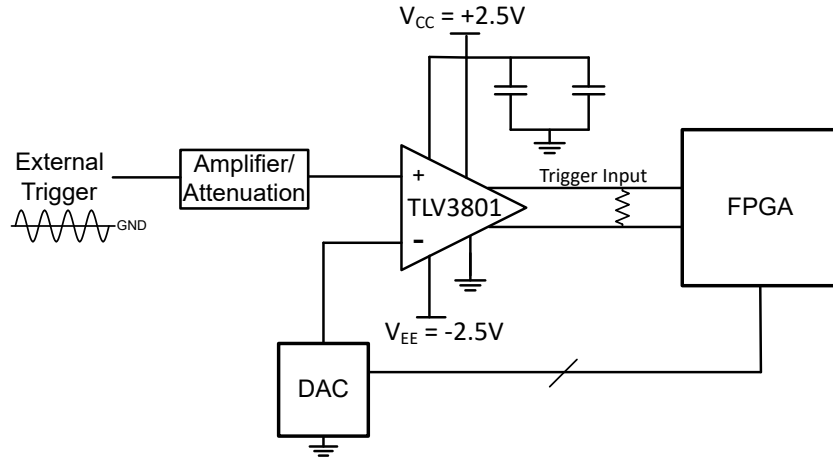 V_CC = +2.5V
External
Trigger
GND
Amplifier/
Attenuation
+
-
TLV3801
Trigger Input
FPGA
V_EE = -2.5V
DAC